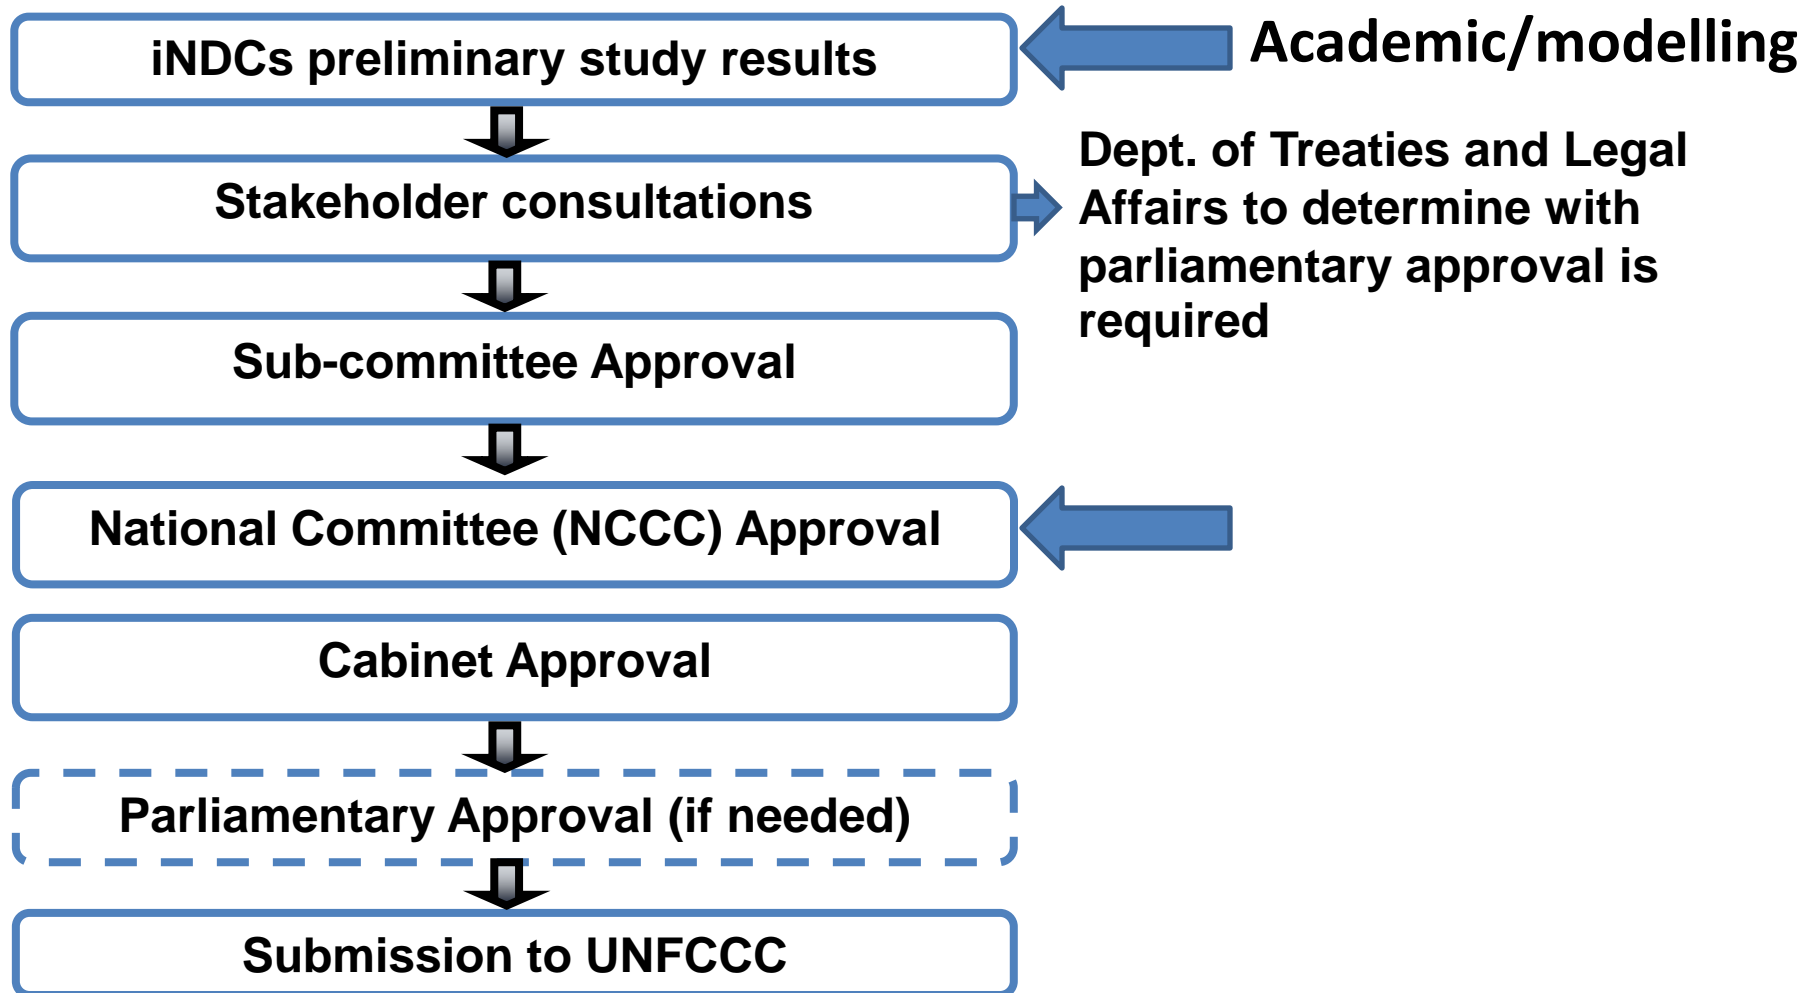 iNDCs preliminary study results
Academic/modelling
Stakeholder consultations
Dept. of Treaties and Legal
Affairs to determine with
parliamentary approval is
required
Sub-committee Approval
National Committee (NCCC) Approval
Cabinet Approval
Parliamentary Approval (if needed)
Submission to UNFCCC